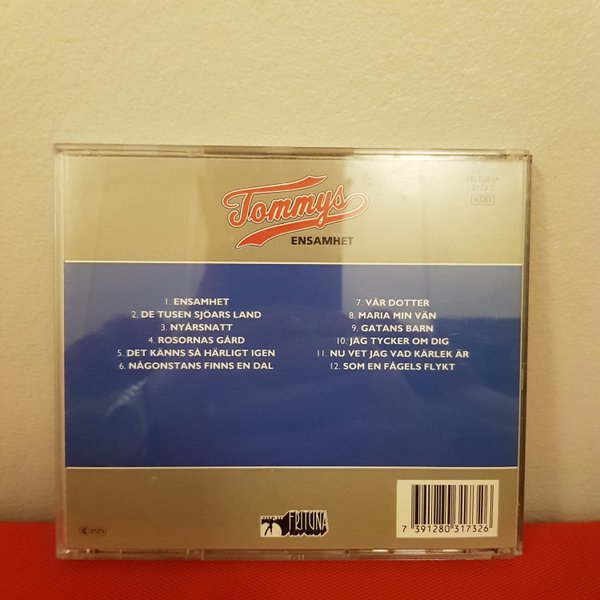 Tommys
ENSAMHET
FRITUNA
ADD
1. ENSAMHET
2. DE TUSEN SJÖARS LAND
3. NYÅRSNATT
4. ROSORNAS GÅRD
5. DET KÄNNS SÅ HÄRLIGT IGEN
6. NÅGONSTANS FINNS EN DAL
7. VÅR DOTTER
8. MARIA MIN VÄN
9. GATANS BARN
10. JAG TYCKER OM DIG
11. NU VET JAG VAD KÄRLEK ÄR
12. SOM EN FÅGELS FLYKT
FRITUNA
7 391280 317326